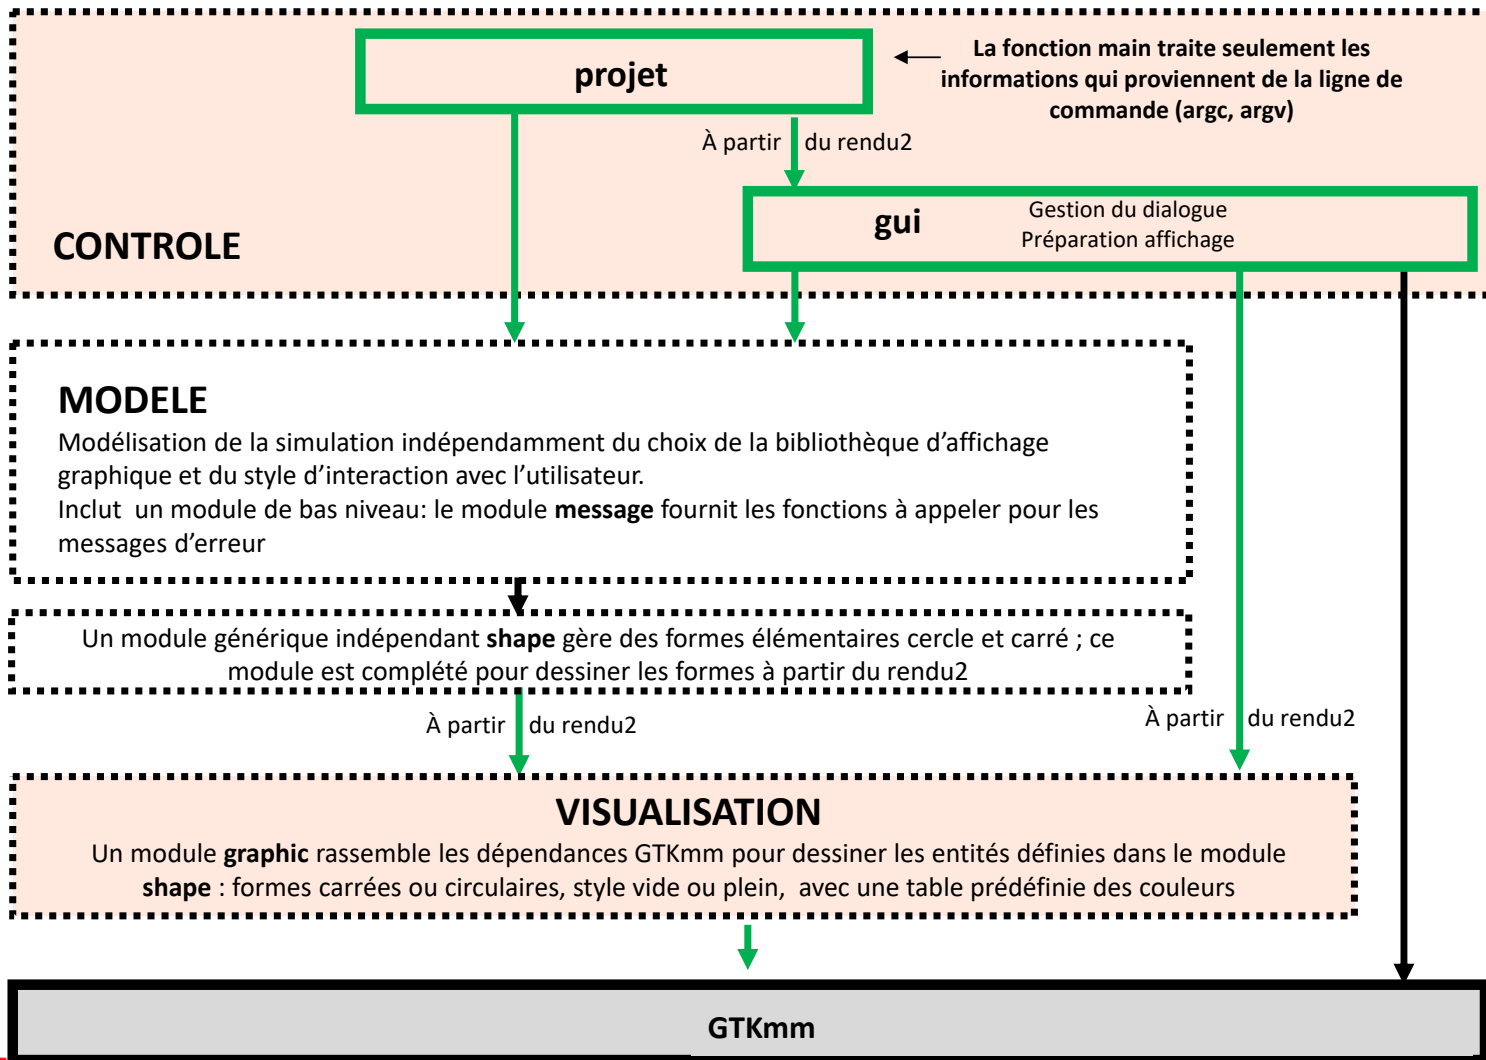 projet
La fonction main traite seulement les
informations qui proviennent de la ligne de
commande (argc, argv)
À partir du rendu2
gui
Gestion du dialogue
Préparation affichage
CONTROLE
MODELE
Modélisation de la simulation indépendamment du choix de la bibliothèque d’affichage
graphique et du style d’interaction avec l’utilisateur.
Inclut un module de bas niveau: le module message fournit les fonctions à appeler pour les
messages d’erreur
Un module générique indépendant shape gère des formes élémentaires cercle et carré ; ce
module est complété pour dessiner les formes à partir du rendu2
À partir du rendu2
À partir du rendu2
VISUALISATION
Un module graphic rassemble les dépendances GTKmm pour dessiner les entités définies dans le module
shape : formes carrées ou circulaires, style vide ou plein, avec une table prédéfinie des couleurs
GTKmm